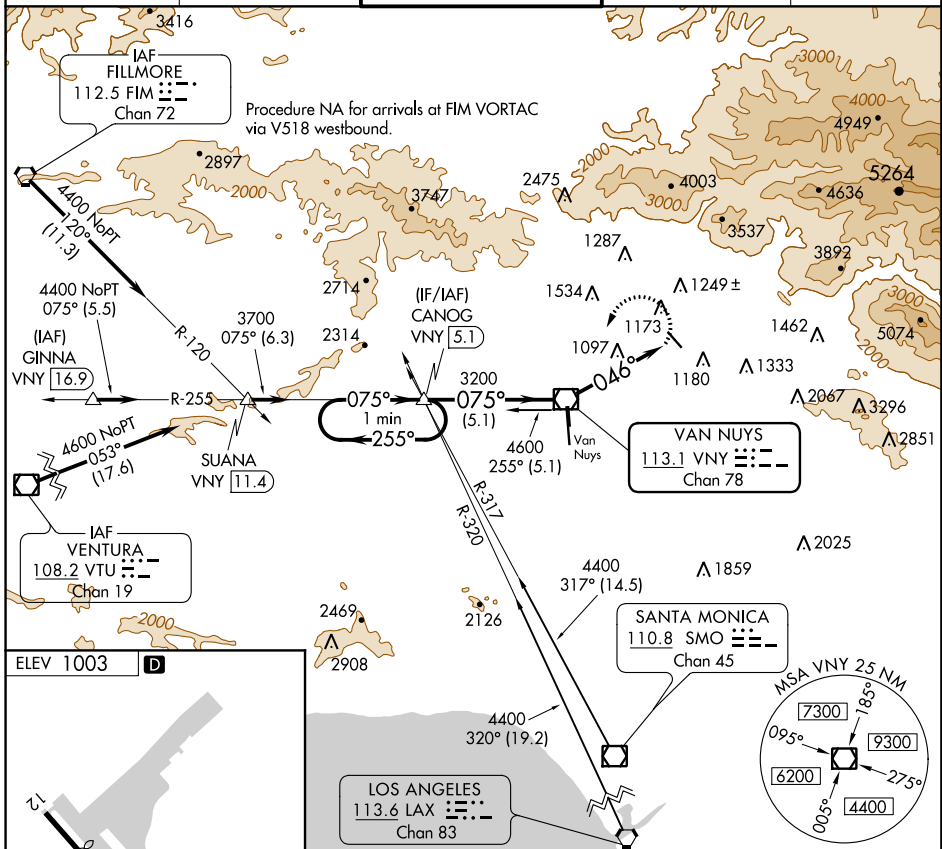 3416
IAF
FILLMORE
112.5 FIM
Chan 72
Procedure NA for arrivals at FIM VORTAC
via V518 westbound.
3000
4000
4949
2897
2000
2000
2475
4003
3000
4636
5264
3747
3537
4400 NoPT
120°
(11.3)
1287
3892
2714
1534
1249 ±
3000
5074
4400 NoPT
075° (5.5)
(IF/IAF)
CANOG
VNY 5.1
3700
075° (6.3)
2314
1173
1462
(IAF)
GINNA
VNY 16.9
R-120
1097
2000
046°
1180
1333
R-255
075°
1 min
255°
3200
075°
(5.1)
2067
3296
2851
4600 NoPT
053°
(17.6)
4600
255° (5.1)
Van
Nuys
VAN NUYS
113.1 VNY
Chan 78
SUANA
VNY 11.4
R-317
R-320
IAF
VENTURA
108.2 VTU
Chan 19
2025
1859
4400
317° (14.5)
2000
2469
2126
2908
SANTA MONICA
110.8 SMO
Chan 45
ELEV 1003
D
MSA VNY 25 NM
7300
185°
095°
9300
6200
275°
005°
4400
4400
320° (19.2)
LOS ANGELES
113.6 LAX
Chan 83
12